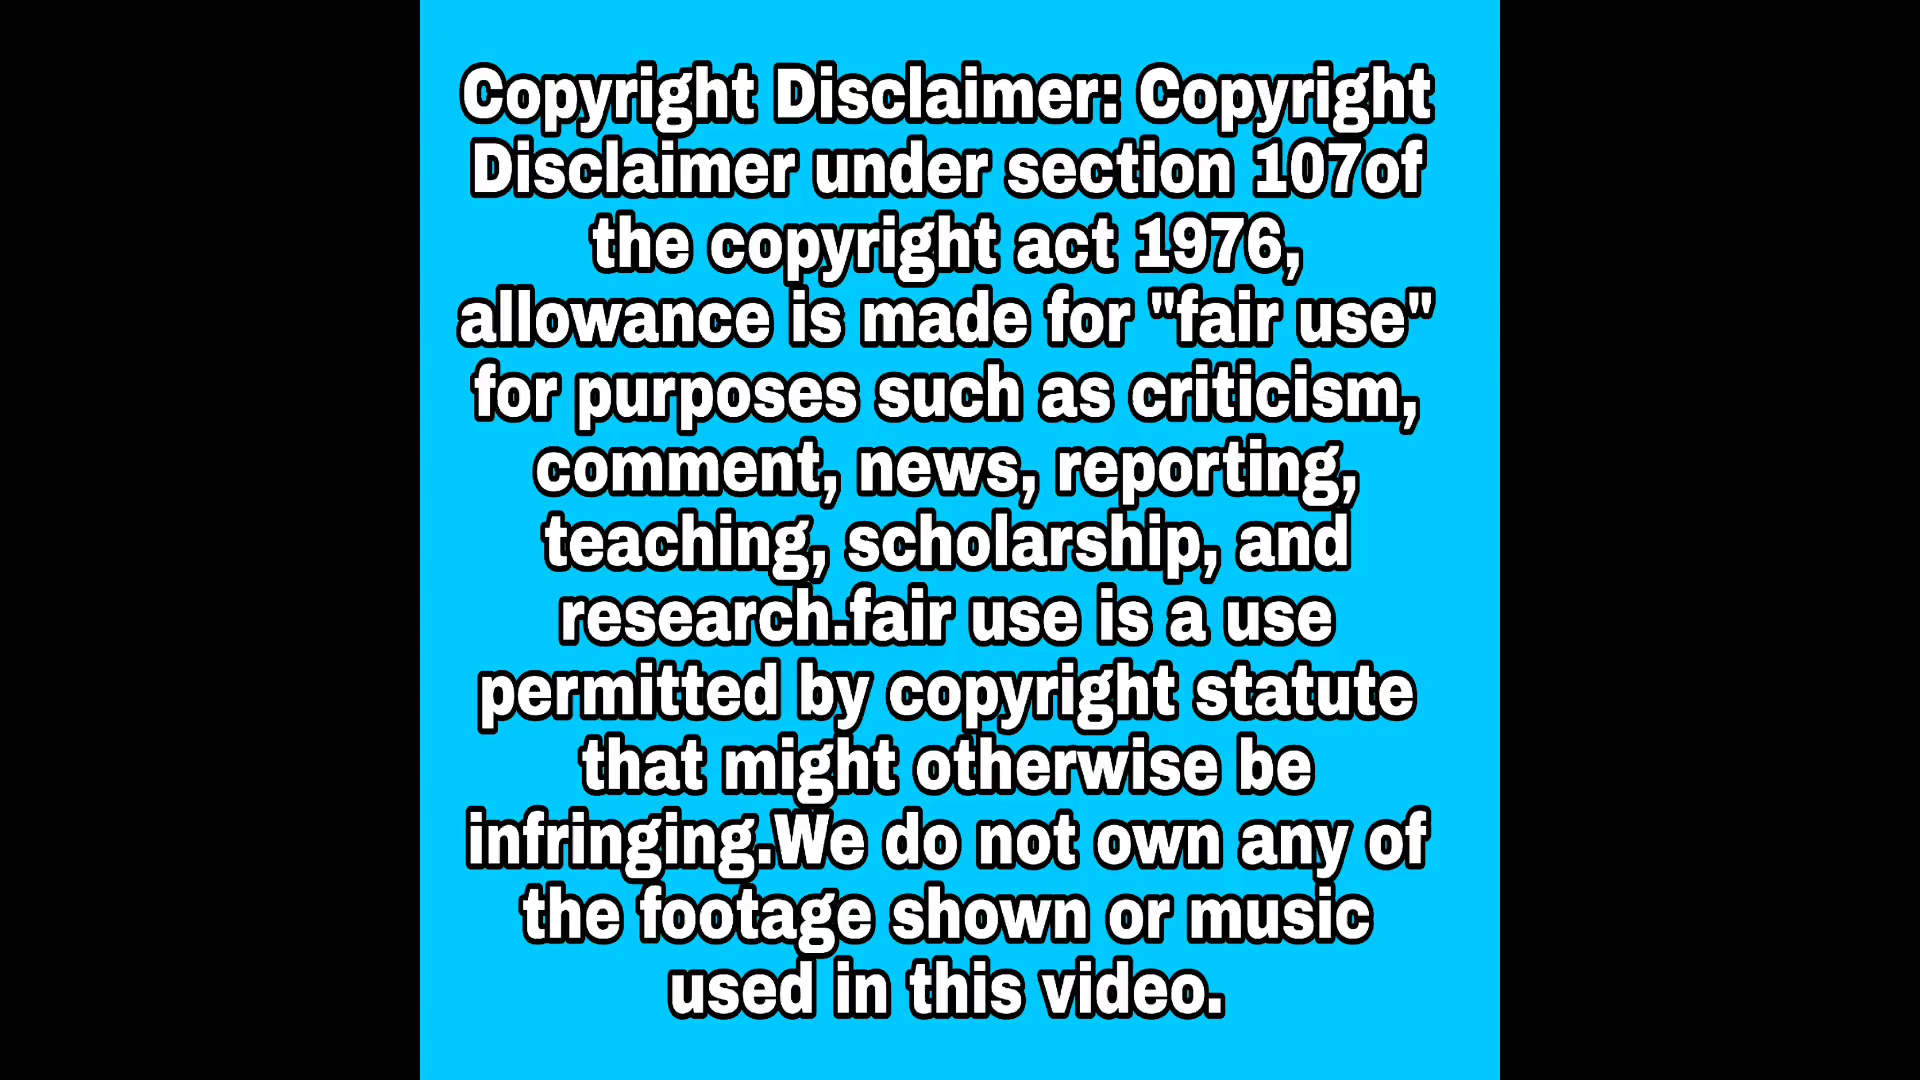 Copyright Disclaimer: Copyright
Disclaimer under section 107of
the copyright act 1976,
allowance is made for "fair use"
for purposes such as criticism,
comment, news, reporting,
teaching, scholarship, and
research.fair use is a use
permitted by copyright statute
that might otherwise be
infringing.We do not own any of
the footage shown or music
used in this video.